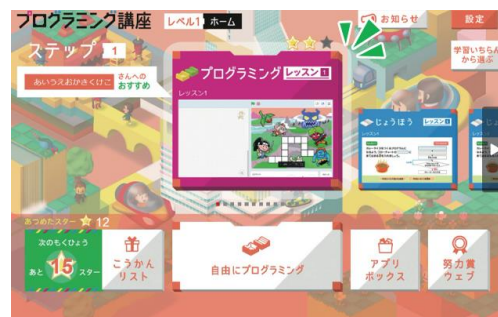 プログラミング講座 レベル1 ホーム
お知らせ
設定
ステップ 1
学習いちらん
から選ぶ
あいうえおかきくけこ さんへの
おすすめ
プログラミング レッスン1
レッスン1
じょうほう レッスン
レッスン1
あつめたスター 12
次のもくひょう
あと 15 スター
こうかん
リスト
自由にプログラミング
アプリ
ボックス
努力賞
ウェブ